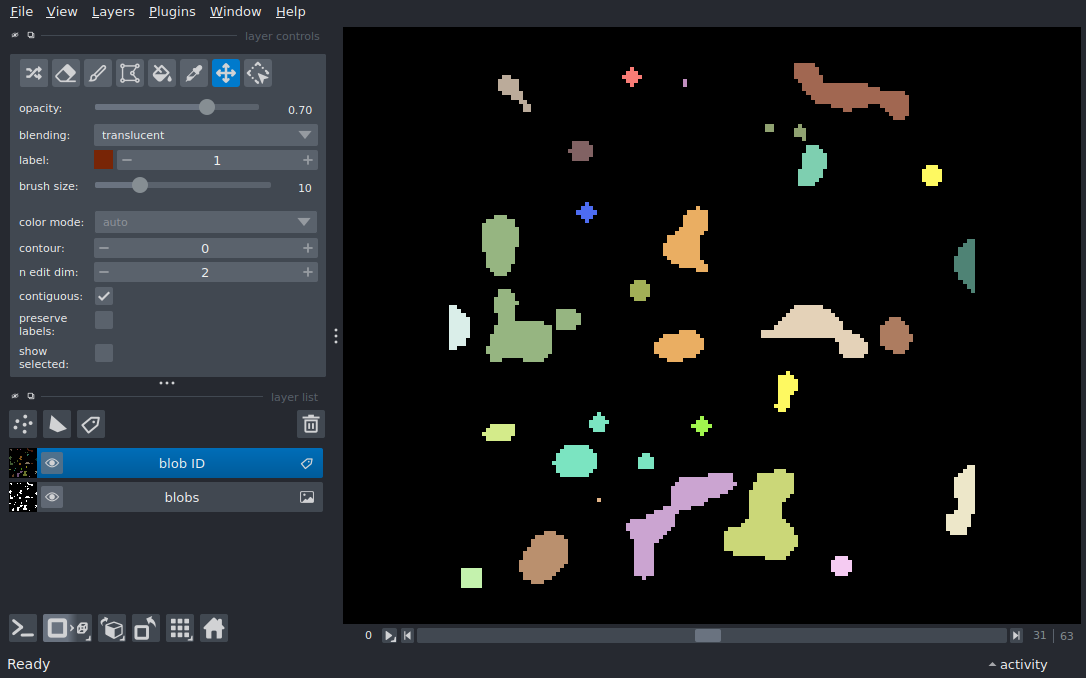 File View Layers Plugins Window Help
layer controls
opacity: 0.70
blending: translucent
label: 1
brush size: 10
color mode: auto
contour: 0
n edit dim: 2
contiguous:
preserve
labels:
show
selected:
layer list
blob ID
blobs
0 31 | 63
Ready activity